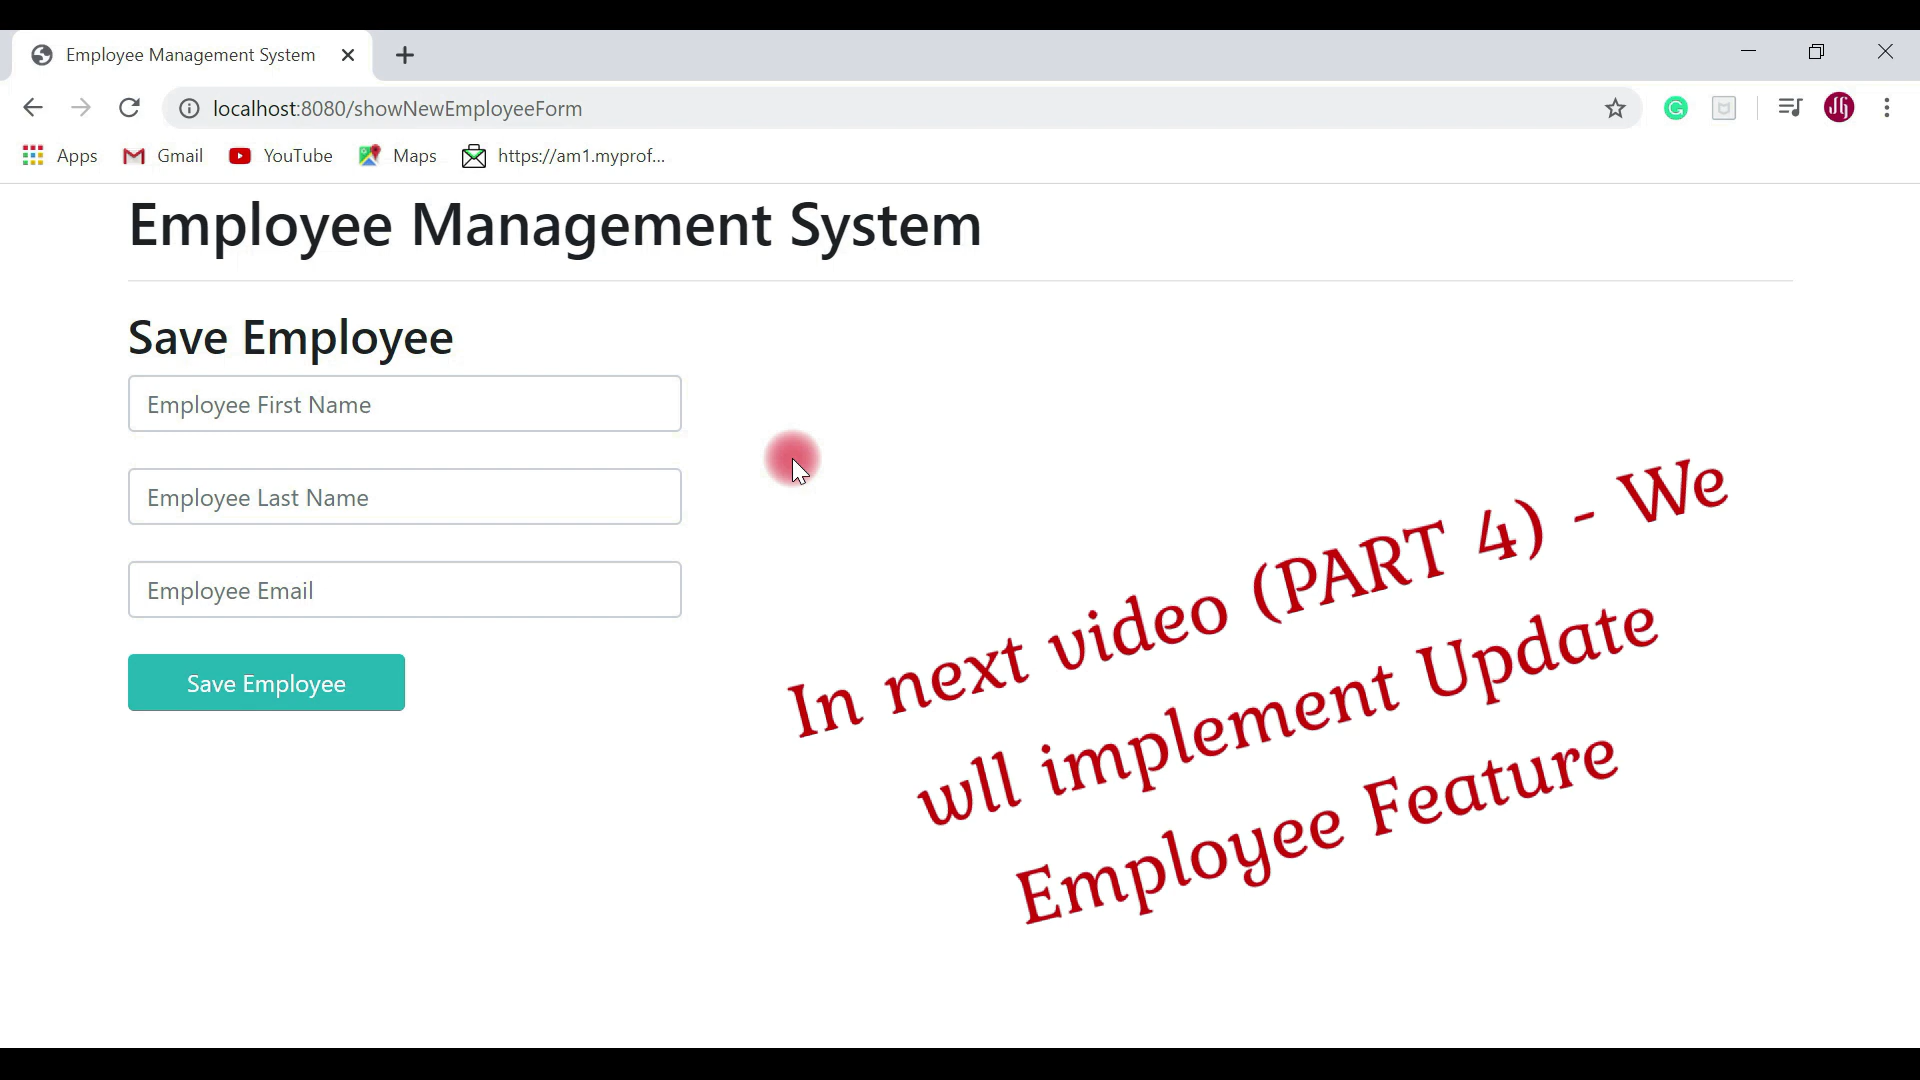 Employee Management System
localhost:8080/showNewEmployeeForm
Apps
Gmail
YouTube
Maps
https://am1.myprof...
Employee Management System
Save Employee
Employee First Name
Employee Last Name
Employee Email
Save Employee
In next video (PART 4) - We
wll implement Update
Employee Feature